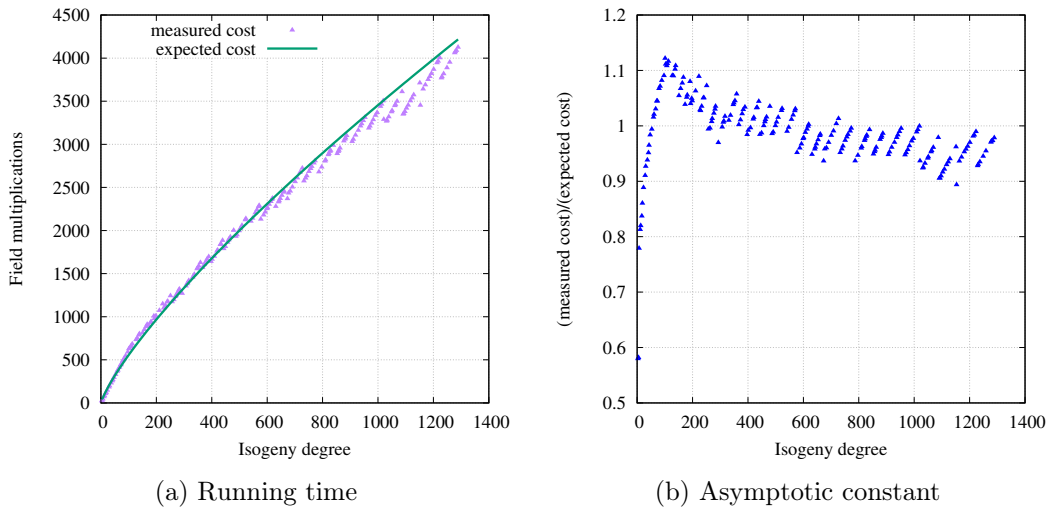 4500
4000
3500
3000
2500
2000
1500
1000
500
0
0 200 400 600 800 1000 1200 1400
Field multiplications
Isogeny degree
measured cost
expected cost
(a) Running time
1.2
1.1
1
0.9
0.8
0.7
0.6
0.5
0 200 400 600 800 1000 1200 1400
(measured cost)/(expected cost)
Isogeny degree
(b) Asymptotic constant